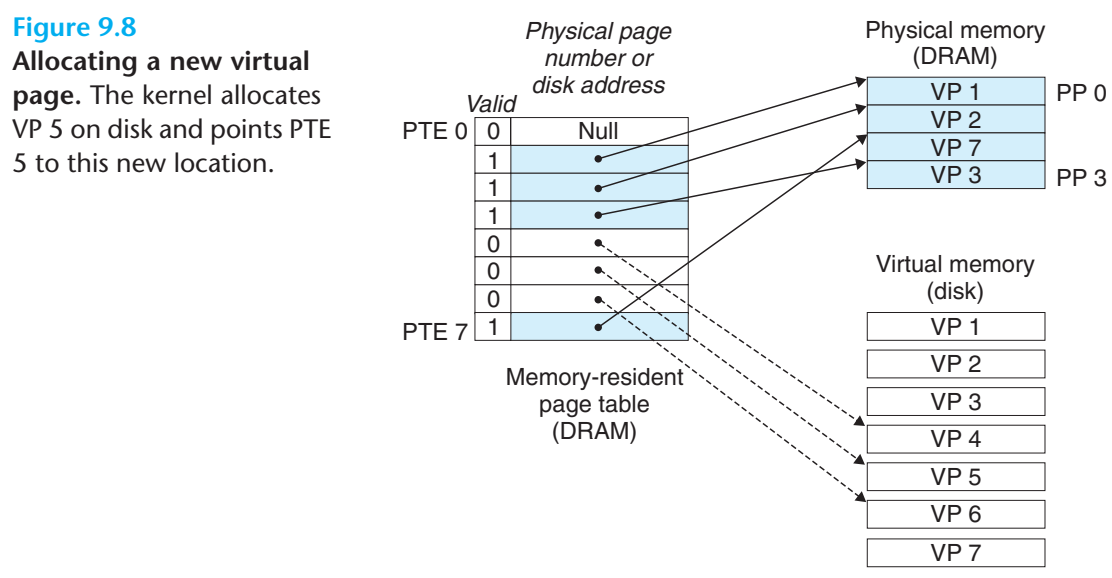 Figure 9.8
Allocating a new virtual
page. The kernel allocates
VP 5 on disk and points PTE
5 to this new location.
Physical page
number or
disk address
Valid
PTE 0 0 Null
1
1
1
0
0
0
PTE 7 1
Memory-resident
page table
(DRAM)
Physical memory
(DRAM)
VP 1 PP 0
VP 2
VP 7
VP 3 PP 3
Virtual memory
(disk)
VP 1
VP 2
VP 3
VP 4
VP 5
VP 6
VP 7